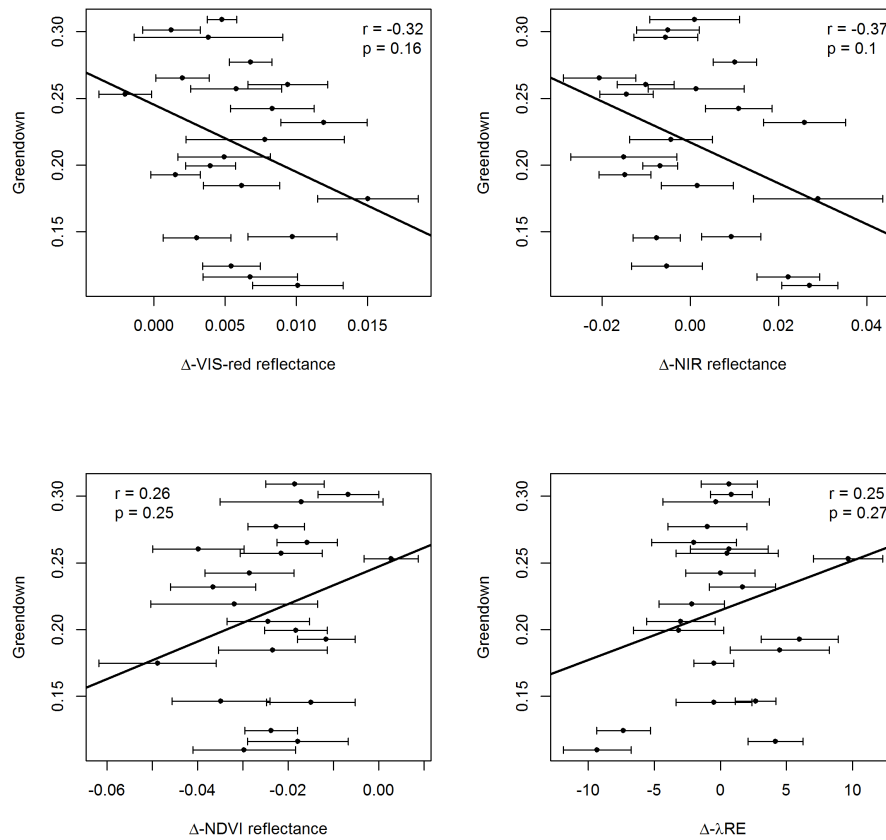 r = -0.32
p = 0.16
Greendown
0.30
0.25
0.20
0.15
0.000 0.005 0.010 0.015
Δ-VIS-red reflectance
r = -0.37
p = 0.1
Greendown
0.30
0.25
0.20
0.15
-0.02 0.00 0.02 0.04
Δ-NIR reflectance
r = 0.26
p = 0.25
Greendown
0.30
0.25
0.20
0.15
-0.06 -0.04 -0.02 0.00
Δ-NDVI reflectance
r = 0.25
p = 0.27
Greendown
0.30
0.25
0.20
0.15
-10 -5 0 5 10
Δ-λRE